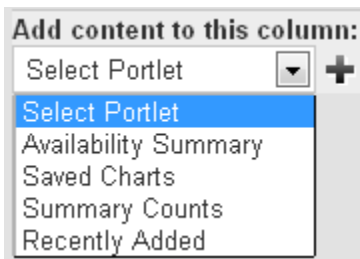 Add content to this column:
Select Portlet
Select Portlet
Availability Summary
Saved Charts
Summary Counts
Recently Added